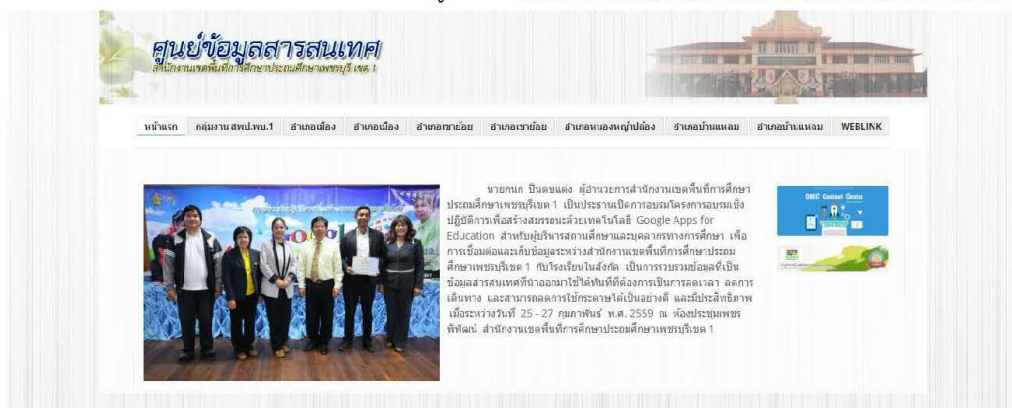 ศูนย์ข้อมูลสารสนเทศ
สำนักงานเขตพื้นที่การศึกษาประถมศึกษาเพชรบุรี เขต 1
หน้าแรก กลุ่มงาน สพป.พบ.1 อำเภอเมือง อำเภอเมือง อำเภอเขาย้อย อำเภอเขาย้อย อำเภอหนองหญ้าปล้อง อำเภอบ้านแหลม อำเภอบ้านแหลม WEBLINK
นายกนก ปิ่นตบแต่ง ผู้อำนวยการสำนักงานเขตพื้นที่การศึกษา
ประถมศึกษาเพชรบุรีเขต 1 เป็นประธานเปิดการอบรมโครงการอบรมเชิง
ปฏิบัติการเพื่อสร้างสมรรถนะด้วยเทคโนโลยี Google Apps for
Education สำหรับผู้บริหารสถานศึกษาและบุคลากรทางการศึกษา เพื่อ
การเชื่อมต่อและเก็บข้อมูลระหว่างสำนักงานเขตพื้นที่การศึกษาประถม
ศึกษาเพชรบุรีเขต 1 กับโรงเรียนในสังกัด เป็นการรวบรวมข้อมูลที่เป็น
ข้อมูลสารสนเทศที่นำออกมาใช้ได้ทันทีที่ต้องการเป็นการลดเวลา ลดการ
เดินทาง และสามารถลดการใช้กระดาษได้เป็นอย่างดี และมีประสิทธิภาพ
เมื่อระหว่างวันที่ 25 - 27 กุมภาพันธ์ พ.ศ. 2559 ณ ห้องประชุมเพชร
พิพัฒน์ สำนักงานเขตพื้นที่การศึกษาประถมศึกษาเพชรบุรีเขต 1
OBEC Content Center